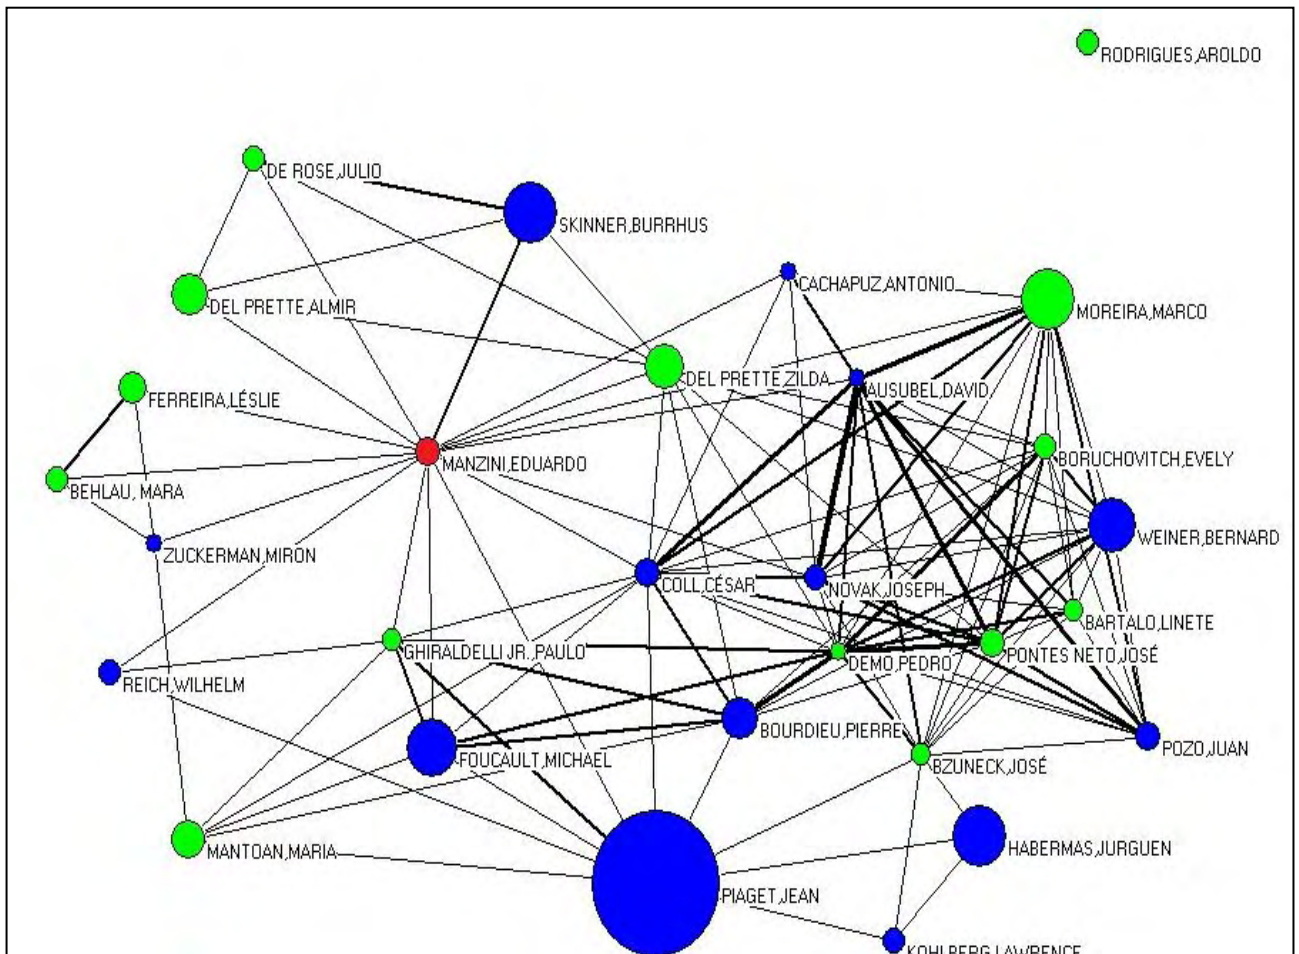 RODRIGUES,AROLDO
DE ROSE,JULIO
SKINNER,BURRHUS
CACHAPUZ,ANTONIO
DEL PRETTE,ALMIR
MOREIRA,MARCO
DEL PRETTE,ZILDA
AUSUBEL,DAVID
FERREIRA,LÉSLIE
BORUCHOVITCH,EVELY
MANZINI,EDUARDO
BEHLAU, MARA
WEINER,BERNARD
ZUCKERMAN,MIRON
COLL,CÉSAR
NOVAK,JOSEPH
BARTALO,LINETE
GHIRALDELLI JR.,PAULO
DEMO,PEDRO
PONTES NETO,JOSÉ
REICH,WILHELM
BOURDIEU,PIERRE
POZO,JUAN
FOUCAULT,MICHAEL
BZUNECK,JOSÉ
MANTOAN,MARIA
HABERMAS,JURGUEN
PIAGET,JEAN
KOHLBERG,LAWRENCE